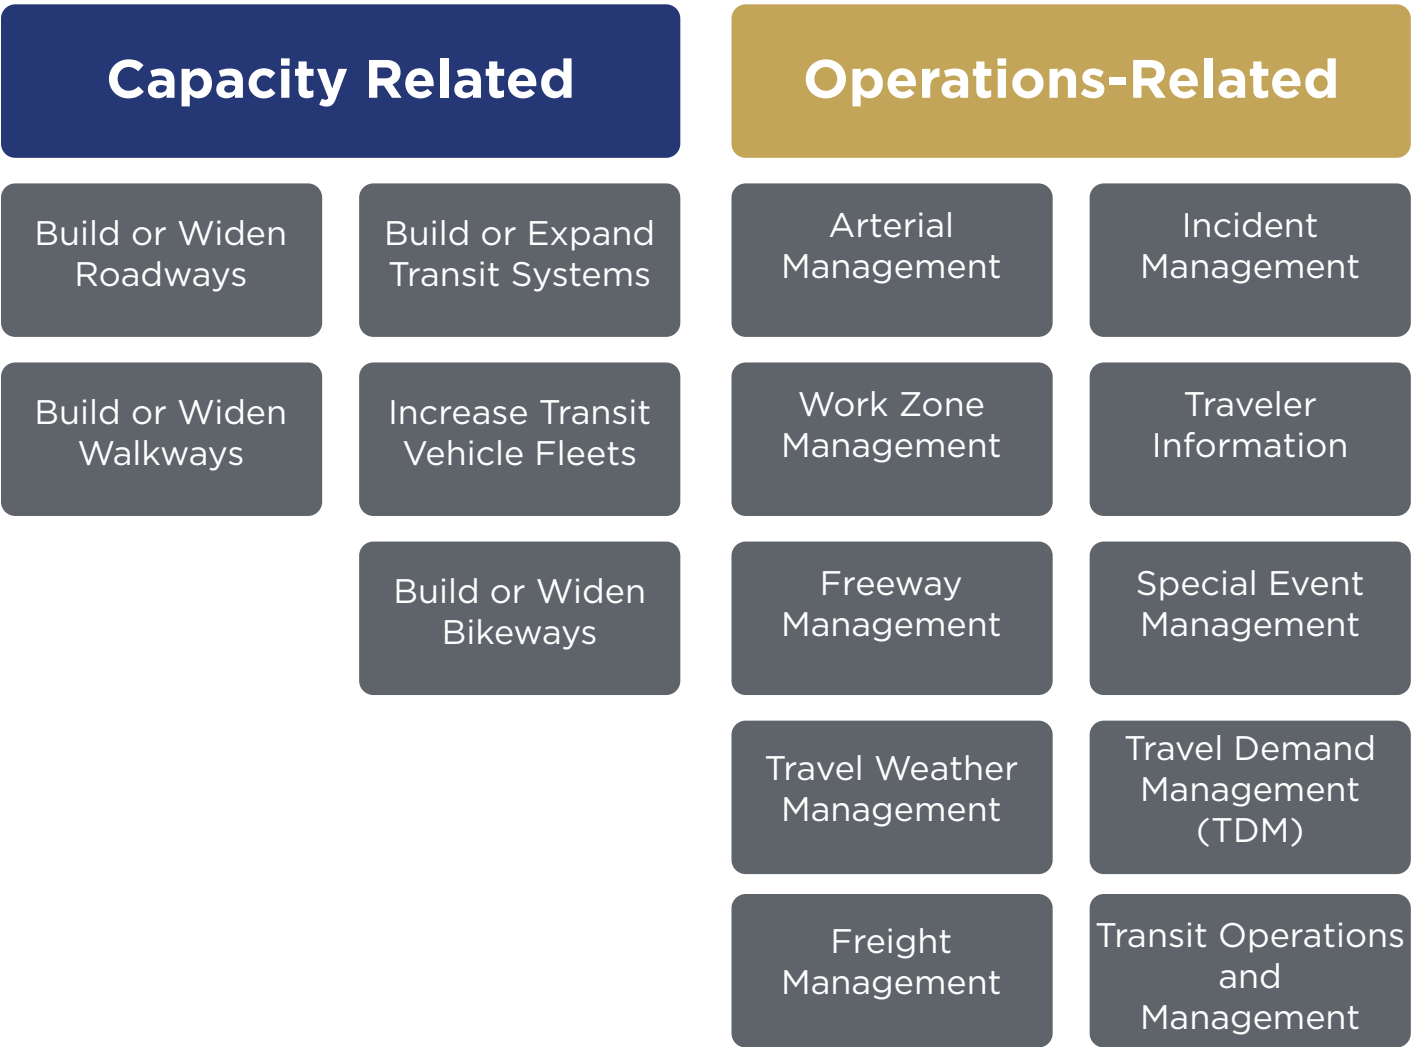 Capacity Related
Operations-Related
Build or Widen
Roadways
Build or Expand
Transit Systems
Arterial
Management
Incident
Management
Build or Widen
Walkways
Increase Transit
Vehicle Fleets
Work Zone
Management
Traveler
Information
Build or Widen
Bikeways
Freeway
Management
Special Event
Management
Travel Weather
Management
Travel Demand
Management
(TDM)
Freight
Management
Transit Operations
and
Management